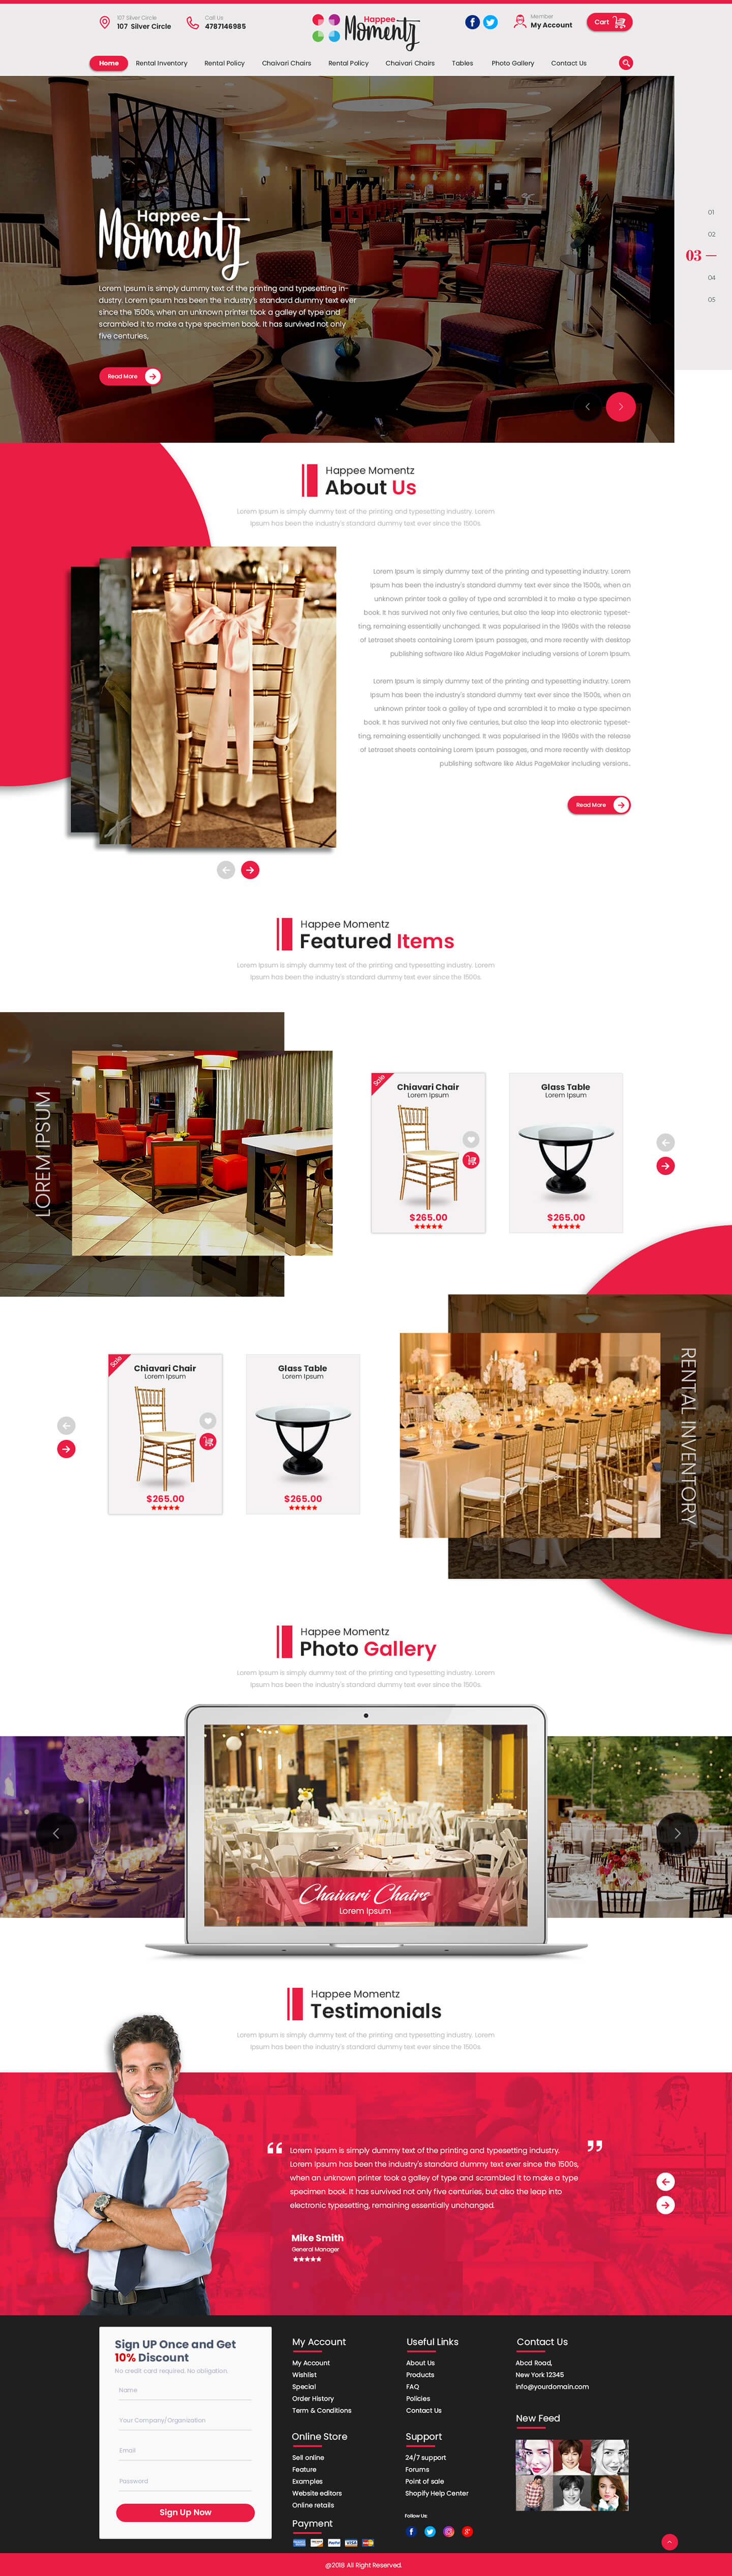 107 Silver Circle
107 Silver Circle
Call Us
4787146985
Happee
Momentz
Member
My Account
Cart
Home
Rental Inventory
Rental Policy
Chaivari Chairs
Rental Policy
Chaivari Chairs
Tables
Photo Gallery
Contact Us
01
02
03
04
05
Happee
Momentz
Lorem Ipsum is simply dummy text of the printing and typesetting in-
dustry. Lorem Ipsum has been the industry's standard dummy text ever
since the 1500s, when an unknown printer took a galley of type and
scrambled it to make a type specimen book. It has survived not only
five centuries,
Read More
Happee Momentz
About Us
Lorem Ipsum is simply dummy text of the printing and typesetting industry. Lorem
Ipsum has been the industry's standard dummy text ever since the 1500s.
Lorem Ipsum is simply dummy text of the printing and typesetting industry. Lorem
Ipsum has been the industry's standard dummy text ever since the 1500s, when an
unknown printer took a galley of type and scrambled it to make a type specimen
book. It has survived not only five centuries, but also the leap into electronic typeset-
ting, remaining essentially unchanged. It was popularised in the 1960s with the release
of Letraset sheets containing Lorem Ipsum passages, and more recently with desktop
publishing software like Aldus PageMaker including versions of Lorem Ipsum.
Lorem Ipsum is simply dummy text of the printing and typesetting industry. Lorem
Ipsum has been the industry's standard dummy text ever since the 1500s, when an
unknown printer took a galley of type and scrambled it to make a type specimen
book. It has survived not only five centuries, but also the leap into electronic typeset-
ting, remaining essentially unchanged. It was popularised in the 1960s with the release
of Letraset sheets containing Lorem Ipsum passages, and more recently with desktop
publishing software like Aldus PageMaker including versions..
Read More
Happee Momentz
Featured Items
Lorem Ipsum is simply dummy text of the printing and typesetting industry. Lorem
Ipsum has been the industry's standard dummy text ever since the 1500s.
LOREM IPSUM
Sale
Chiavari Chair
Lorem Ipsum
$265.00
Glass Table
Lorem Ipsum
$265.00
Sale
Chiavari Chair
Lorem Ipsum
$265.00
Glass Table
Lorem Ipsum
$265.00
RENTAL INVENTORY
Happee Momentz
Photo Gallery
Lorem Ipsum is simply dummy text of the printing and typesetting industry. Lorem
Ipsum has been the industry's standard dummy text ever since the 1500s.
Chaivari Chairs
Lorem Ipsum
Happee Momentz
Testimonials
Lorem Ipsum is simply dummy text of the printing and typesetting industry. Lorem
Ipsum has been the industry's standard dummy text ever since the 1500s.
Lorem Ipsum is simply dummy text of the printing and typesetting industry.
Lorem Ipsum has been the industry's standard dummy text ever since the 1500s,
when an unknown printer took a galley of type and scrambled it to make a type
specimen book. It has survived not only five centuries, but also the leap into
electronic typesetting, remaining essentially unchanged.
Mike Smith
General Manager
Sign UP Once and Get
10% Discount
No credit card required. No obligation.
Name
Your Company/Organisation
Email
Password
Sign Up Now
My Account
My Account
Wishlist
Special
Order History
Term & Conditions
Online Store
Sell online
Feature
Examples
Website editors
Online retails
Payment
VISA
Useful Links
About Us
Products
FAQ
Policies
Contact Us
Support
24/7 support
Forums
Point of sale
Shopify Help Center
Follow Us:
Contact Us
Abcd Road,
New York 12345
info@yourdomain.com
New Feed
@2018 All Right Reserved.